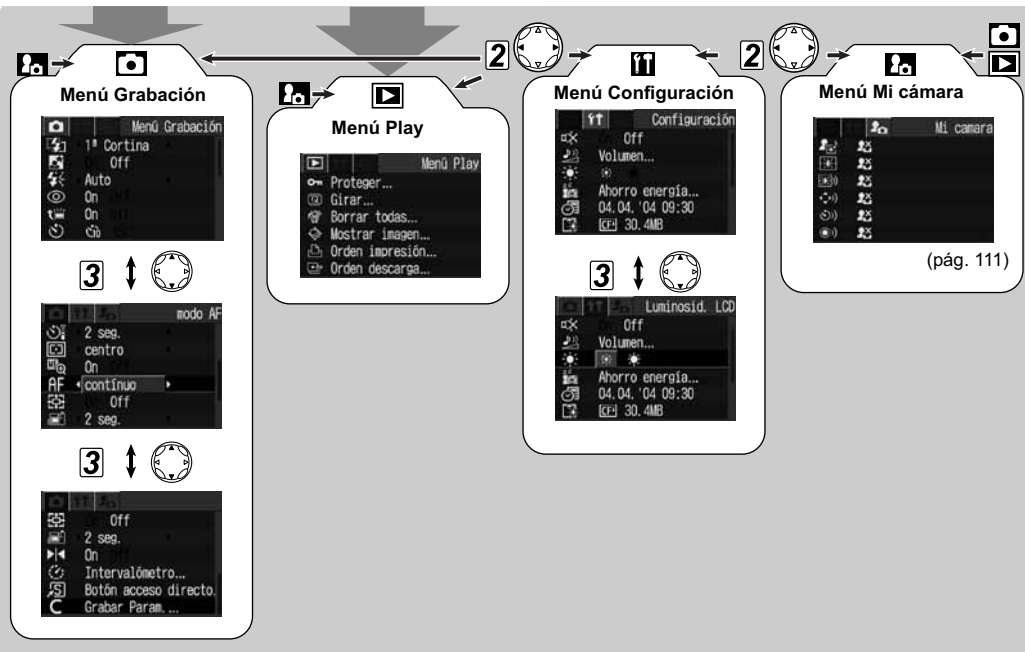 2
2
Menú Grabación
Menú Grabación
1ª Cortina
Off
Auto
On
On
3
modo AF
2 seg.
centro
On
AF contínuo
Off
2 seg.
3
Off
2 seg.
On
Intervalómetro...
Botón acceso directo.
C Grabar Param. ...
Menú Play
Menú Play
Proteger...
Girar...
Borrar todas...
Mostrar imagen...
Orden impresión...
Orden descarga...
Menú Configuración
Configuración
Off
Volumen...
Ahorro energía...
04.04.'04 09:30
CF 30.4MB
3
Luminosid. LCD
Off
Volumen...
Ahorro energía...
04.04.'04 09:30
CF 30.4MB
Menú Mi cámara
Mi camara
(pág. 111)